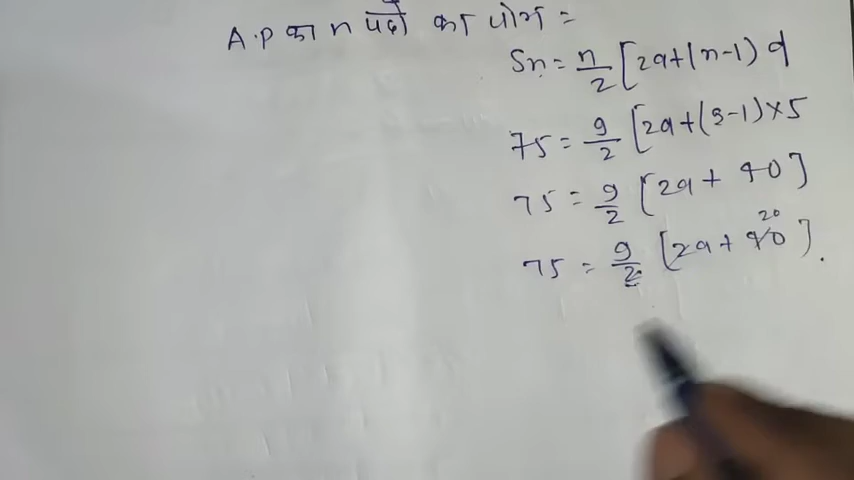 A.P का n पदों का योग =
Sn = n/2 [2a+(n-1) d
75 = 9/2 [2a+(9-1)×5
75 = 9/2 [2a+ 40]
75 = 9/2 [2a+ 40 20].